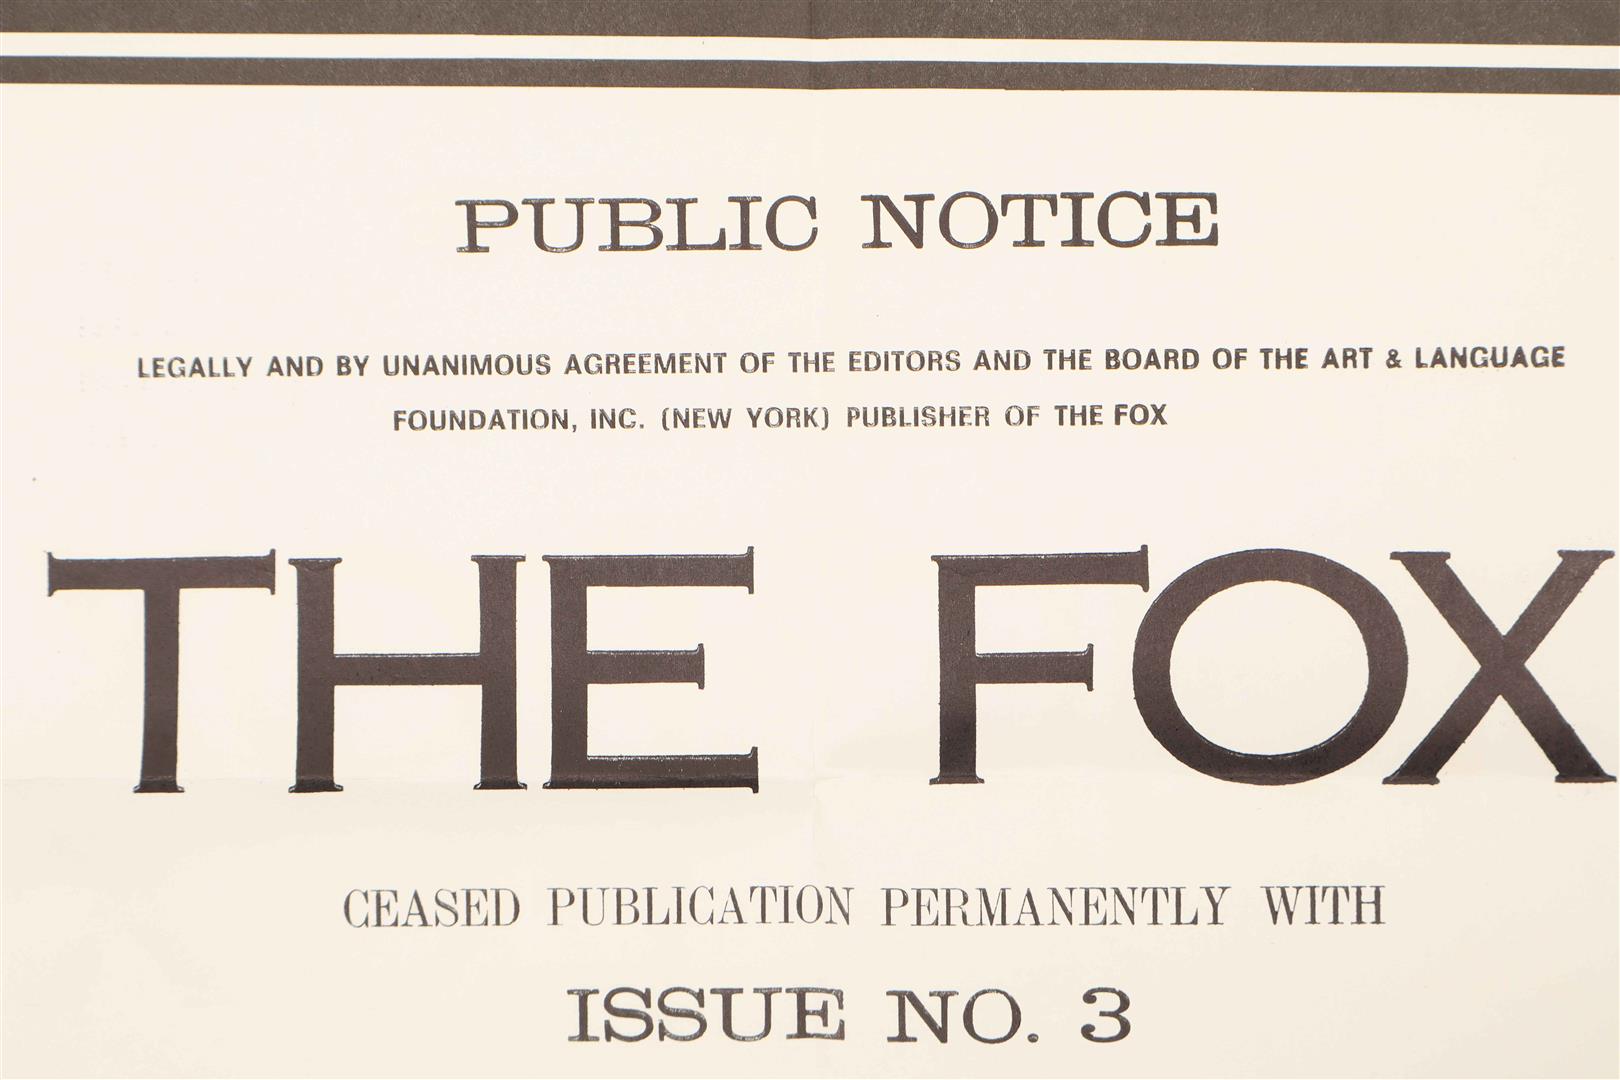 PUBLIC NOTICE
LEGALLY AND BY UNANIMOUS AGREEMENT OF THE EDITORS AND THE BOARD OF THE ART & LANGUAGE
FOUNDATION, INC. (NEW YORK) PUBLISHER OF THE FOX
THE FOX
CEASED PUBLICATION PERMANENTLY WITH
ISSUE NO. 3